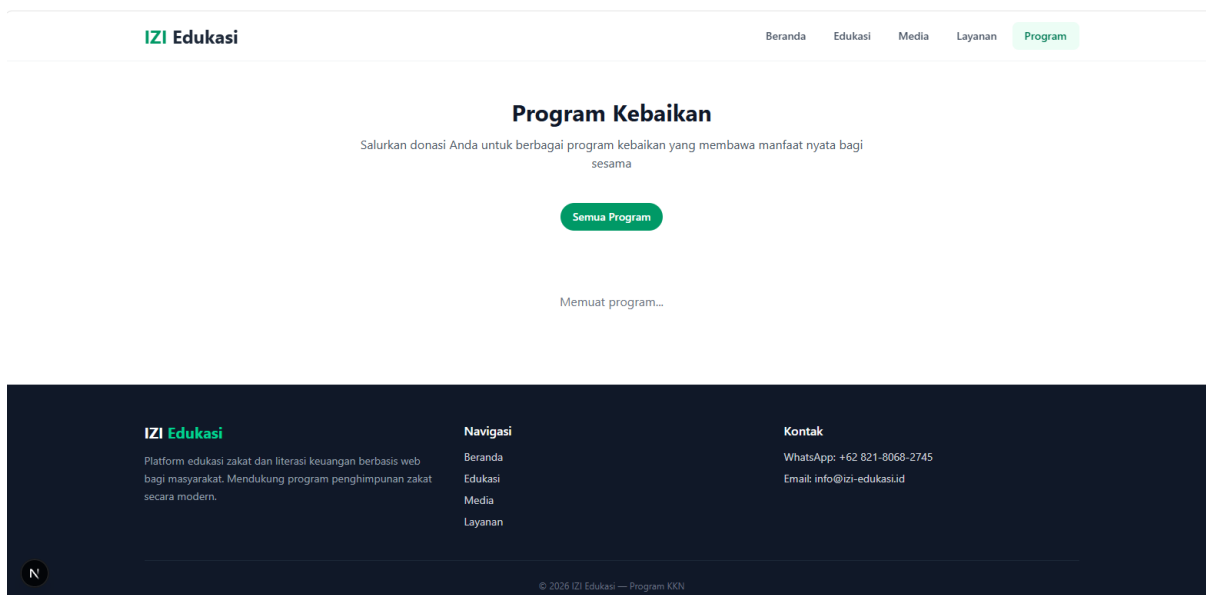 IZI Edukasi
Beranda Edukasi Media Layanan Program
Program Kebaikan
Salurkan donasi Anda untuk berbagai program kebaikan yang membawa manfaat nyata bagi
sesama
Semua Program
Memuat program...
IZI Edukasi
Platform edukasi zakat dan literasi keuangan berbasis web
bagi masyarakat. Mendukung program penghimpunan zakat
secara modern.
Navigasi
Beranda
Edukasi
Media
Layanan
Kontak
WhatsApp: +62 821-8068-2745
Email: info@izi-edukasi.id
N
© 2026 IZI Edukasi — Program KKN